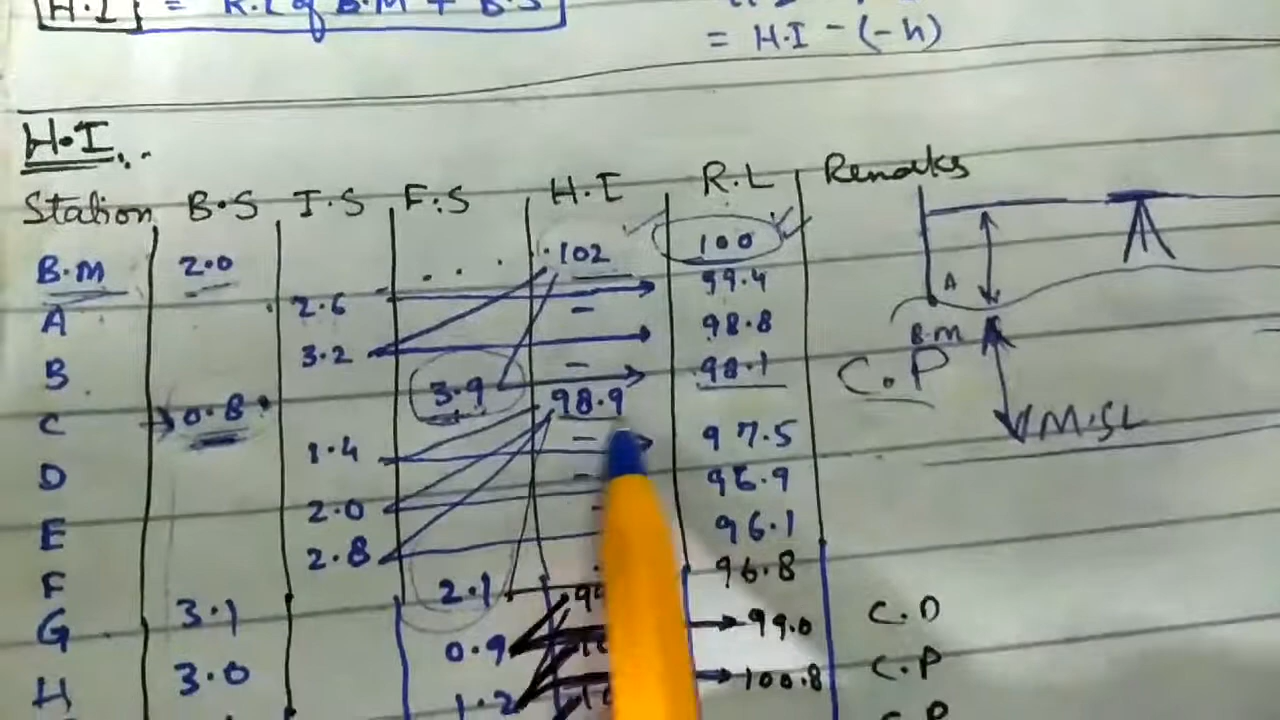 H.I = R.L of B.M + B.S
= H.I - (-h)
H.I..
Station B.S I.S F.S H.I R.L Remarks
B.M 2.0 102 100
A 2.6 - 99.4
B 3.2 - 98.8
C 0.8 3.9 98.9 98.1 C.P
D 1.4 - 97.5
E 2.0 - 96.9
F 2.8 - 96.1
G 3.1 2.1 96.8
H 3.0 0.9 99.0 C.P
1.2 100.8 C.P
A
B.M
M.SL